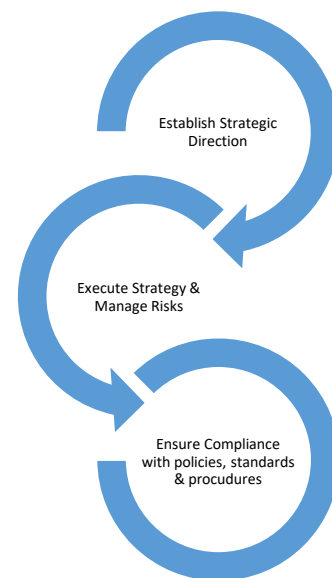 Establish Strategic
Direction
Execute Strategy &
Manage Risks
Ensure Compliance
with policies, standards
& procudures